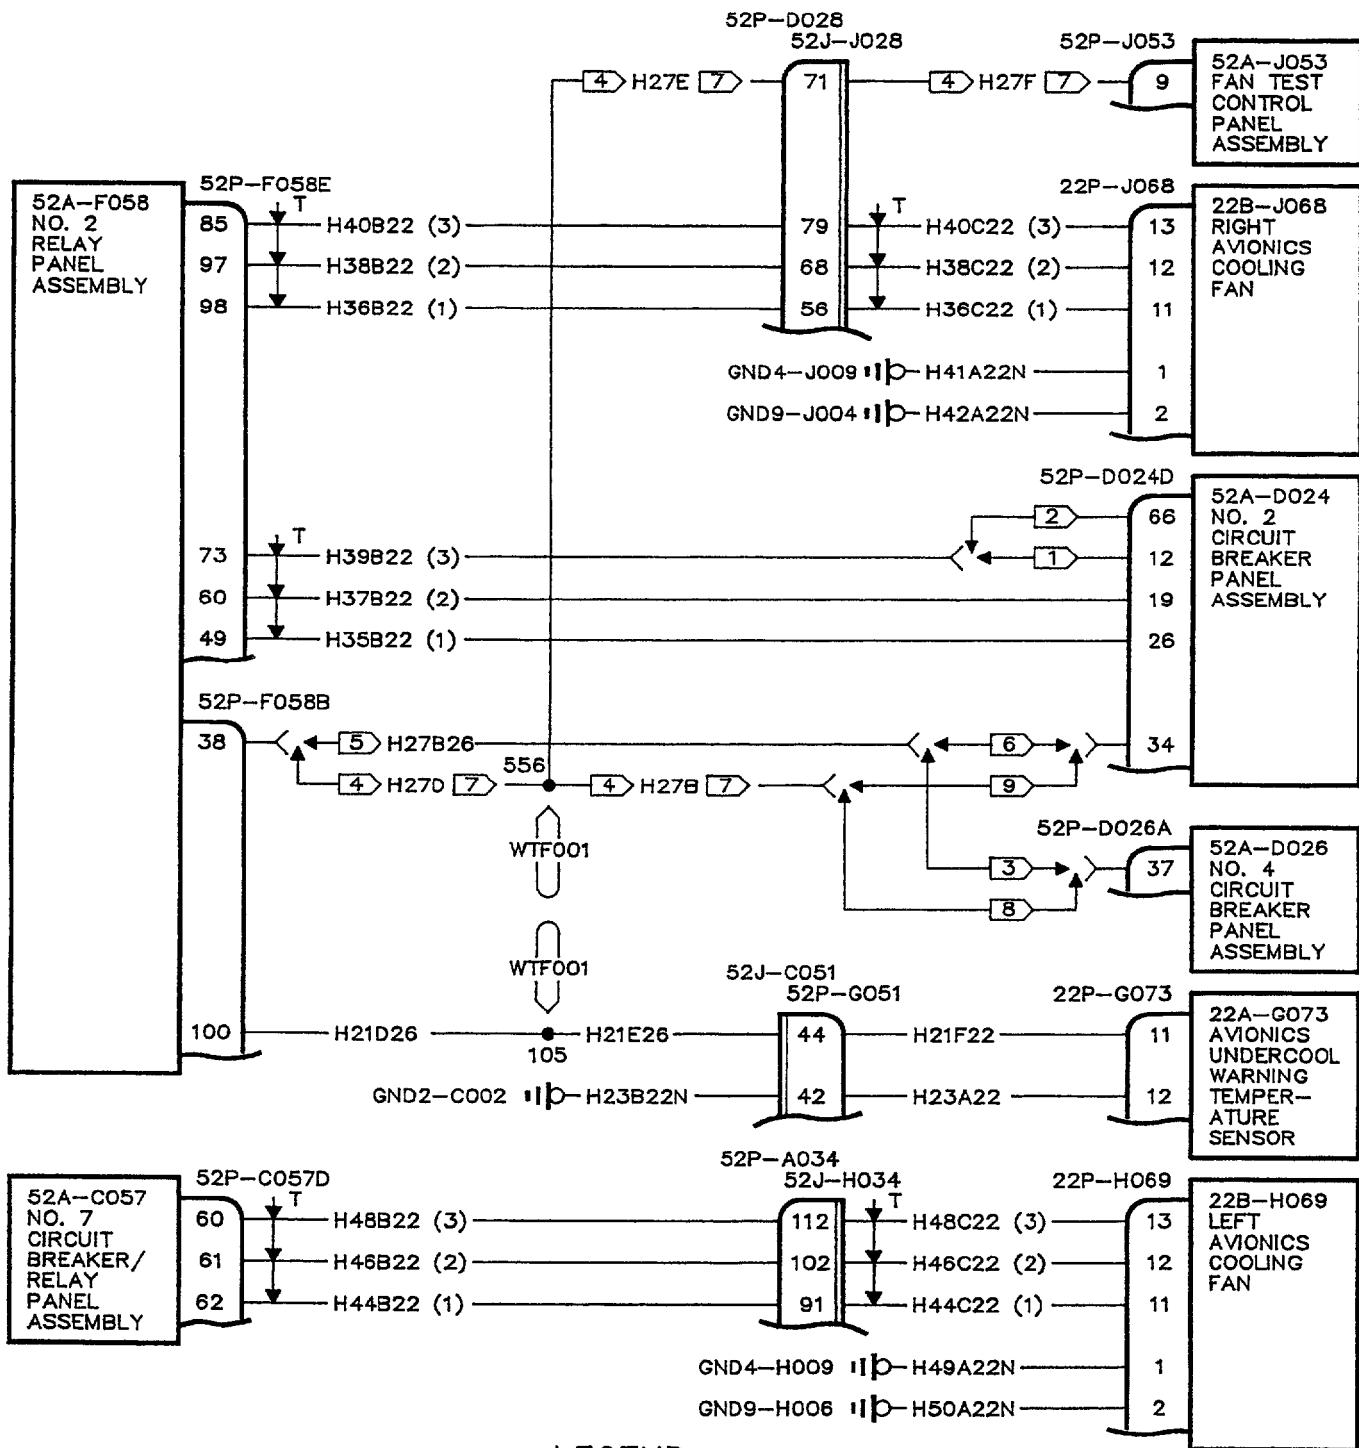 52P-D028
52J-J028
52P-J053
52A-J053
FAN TEST
CONTROL
PANEL
ASSEMBLY
4 H27E 7 71 4 H27F 7 9
52P-F058E
22P-J068
52A-F058
NO. 2
RELAY
PANEL
ASSEMBLY
22B-J068
RIGHT
AVIONICS
COOLING
FAN
T T
85 H40B22 (3) 79 H40C22 (3) 13
97 H38B22 (2) 68 H38C22 (2) 12
98 H36B22 (1) 56 H36C22 (1) 11
GND4-J009 H41A22N 1
GND9-J004 H42A22N 2
52P-D024D
52A-D024
NO. 2
CIRCUIT
BREAKER
PANEL
ASSEMBLY
2 66
T
73 H39B22 (3) 1 12
60 H37B22 (2) 19
49 H35B22 (1) 26
52P-F058B
38 5 H27B26 6 34
556
4 H27D 7 4 H27B 7 9
WTF001
52P-D026A
52A-D026
NO. 4
CIRCUIT
BREAKER
PANEL
ASSEMBLY
3 37
8
WTF001
52J-C051
52P-G051
22P-G073
22A-G073
AVIONICS
UNDERCOOL
WARNING
TEMPER-
ATURE
SENSOR
100 H21D26 H21E26 44 H21F22 11
105
GND2-C002 H23B22N 42 H23A22 12
52P-A034
52J-H034
52P-C057D
22P-H069
52A-C057
NO. 7
CIRCUIT
BREAKER/
RELAY
PANEL
ASSEMBLY
22B-H069
LEFT
AVIONICS
COOLING
FAN
T T
60 H48B22 (3) 112 H48C22 (3) 13
61 H46B22 (2) 102 H46C22 (2) 12
62 H44B22 (1) 91 H44C22 (1) 11
GND4-H009 H49A22N 1
GND9-H006 H50A22N 2